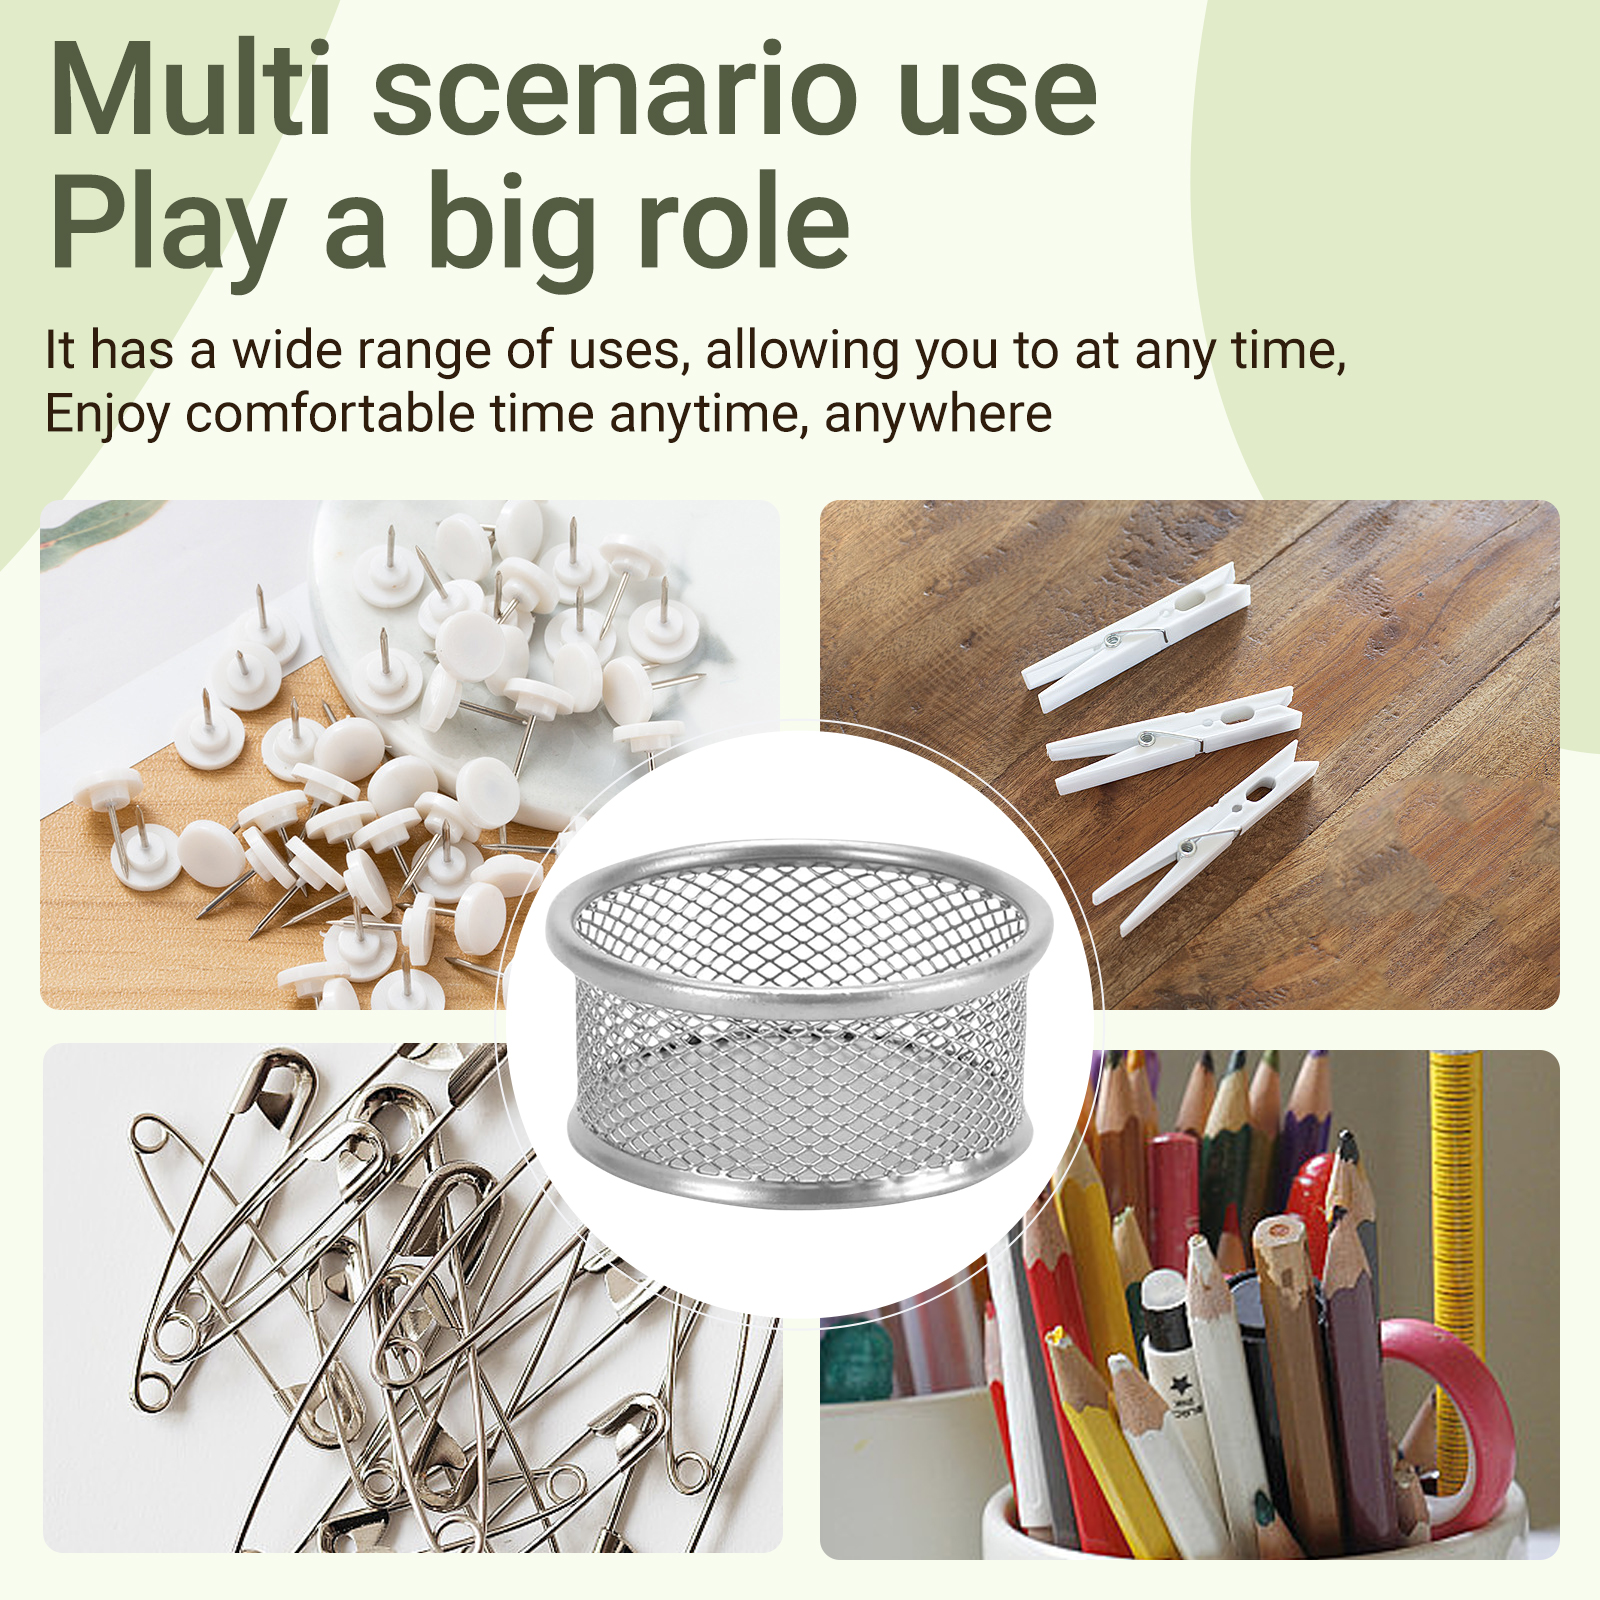 Multi scenario use
Play a big role
It has a wide range of uses, allowing you to at any time,
Enjoy comfortable time anytime, anywhere